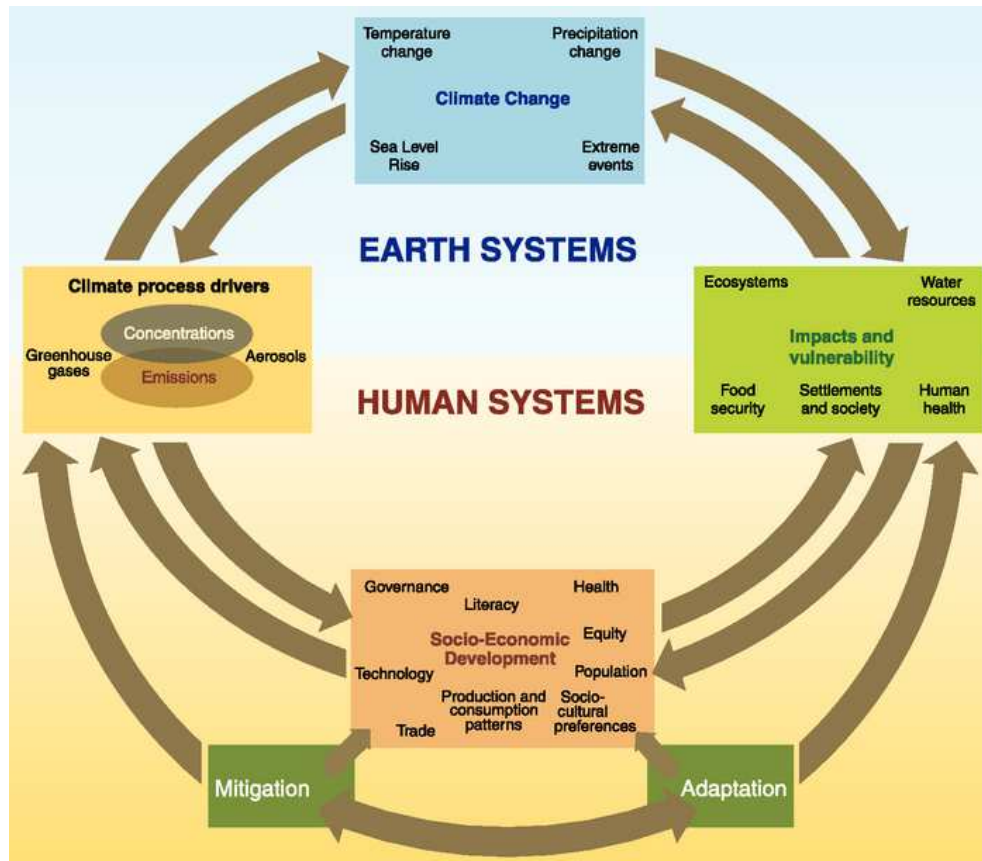 Temperature
change
Precipitation
change
Climate Change
Sea Level
Rise
Extreme
events
EARTH SYSTEMS
Climate process drivers
Concentrations
Greenhouse
gases
Aerosols
Emissions
Ecosystems
Water
resources
Impacts and
vulnerability
Food
security
Settlements
and society
Human
health
HUMAN SYSTEMS
Governance
Literacy
Health
Socio-Economic
Development
Equity
Technology
Population
Production and
consumption
patterns
Socio-
cultural
preferences
Trade
Mitigation
Adaptation